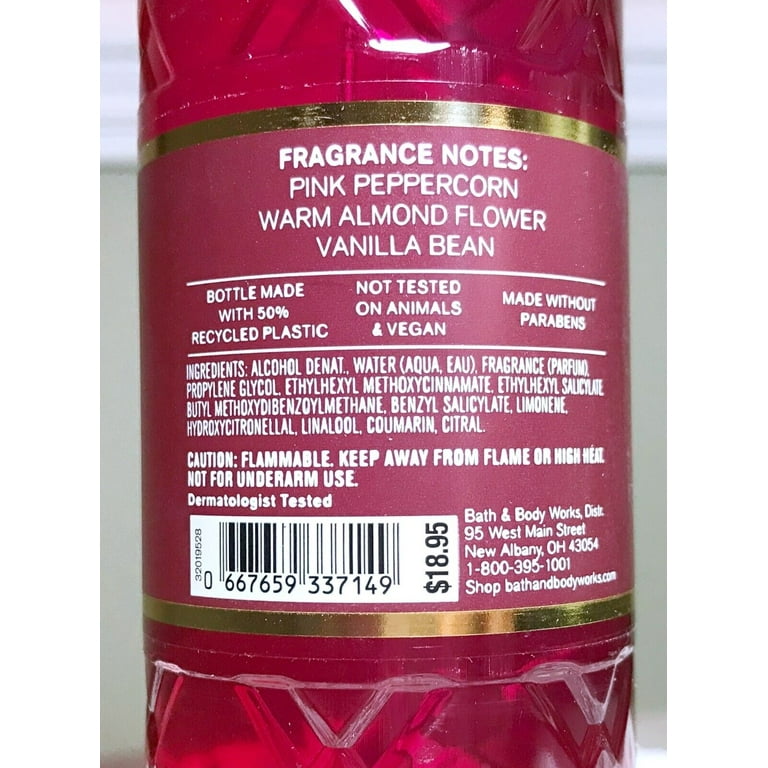 FRAGRANCE NOTES:
PINK PEPPERCORN
WARM ALMOND FLOWER
VANILLA BEAN
BOTTLE MADE
WITH 50%
RECYCLED PLASTIC
NOT TESTED
ON ANIMALS
& VEGAN
MADE WITHOUT
PARABENS
INGREDIENTS: ALCOHOL DENAT., WATER (AQUA, EAU), FRAGRANCE (PARFUM),
PROPYLENE GLYCOL, ETHYLHEXYL METHOXYCINNAMATE, ETHYLHEXYL SALICYLATE,
BUTYL METHOXYDIBENZOYLMETHANE, BENZYL SALICYLATE, LIMONENE,
HYDROXYCITRONELLAL, LINALOOL, COUMARIN, CITRAL.
CAUTION: FLAMMABLE. KEEP AWAY FROM FLAME OR HIGH HEAT.
NOT FOR UNDERARM USE.
Dermatologist Tested
32019528
0 667659 337149
$18.95
Bath & Body Works, Distr.
95 West Main Street
New Albany, OH 43054
1-800-395-1001
Shop bathandbodyworks.com